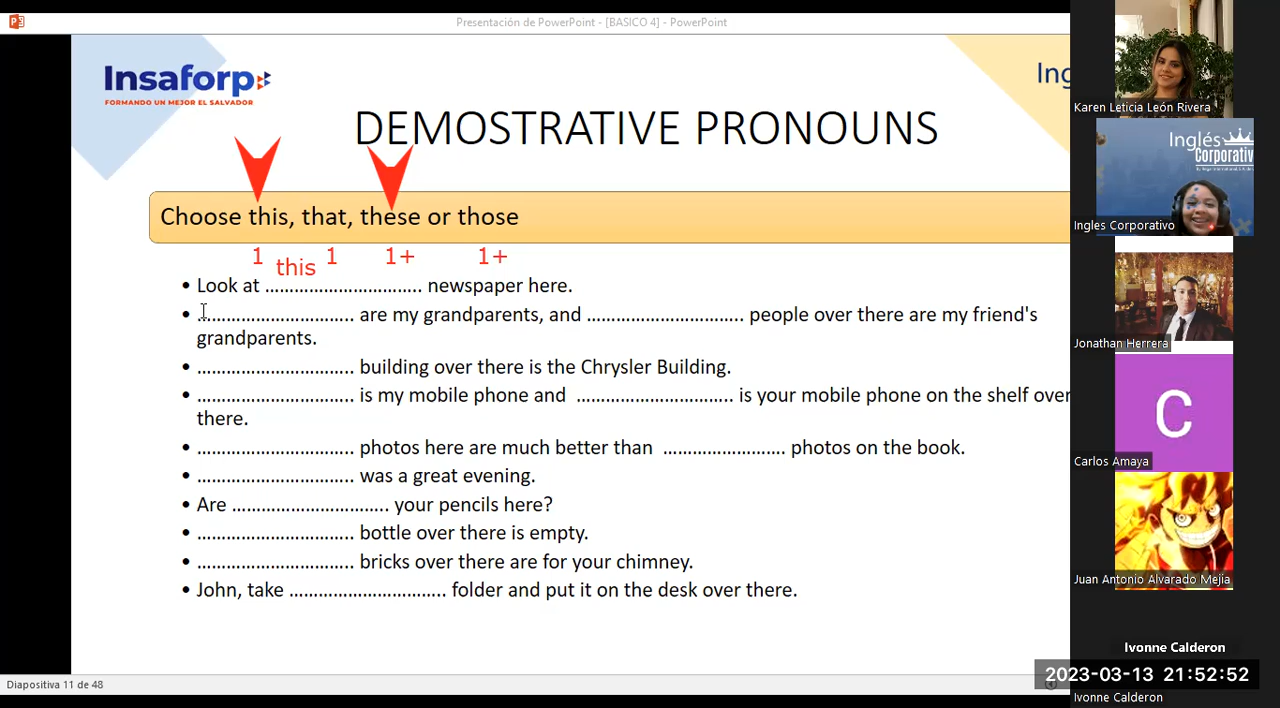 Presentación de PowerPoint - [BASICO 4] - PowerPoint
Insaforp
FORMANDO UN MEJOR EL SALVADOR
Ing
DEMOSTRATIVE PRONOUNS
Choose this, that, these or those
1 this 1 1+ 1+
• Look at ................................ newspaper here.
• ................................ are my grandparents, and ................................ people over there are my friend's
grandparents.
• ................................ building over there is the Chrysler Building.
• ................................ is my mobile phone and ................................ is your mobile phone on the shelf over
there.
• ................................ photos here are much better than ......................... photos on the book.
• ................................ was a great evening.
• Are ................................ your pencils here?
• ................................ bottle over there is empty.
• ................................ bricks over there are for your chimney.
• John, take ................................ folder and put it on the desk over there.
Diapositiva 11 de 48
Karen Leticia León Rivera
Inglés
Corporativ
Ingles Corporativo
Jonathan Herrera
C
Carlos Amaya
Juan Antonio Alvarado Mejía
Ivonne Calderon
2023-03-13 21:52:52
Ivonne Calderon